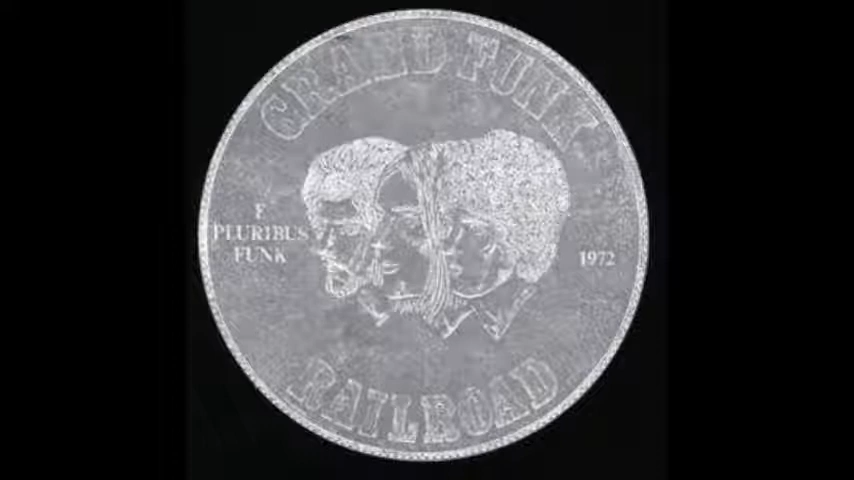 GRAND FUNK
E
PLURIBUS
FUNK
1972
RAILROAD